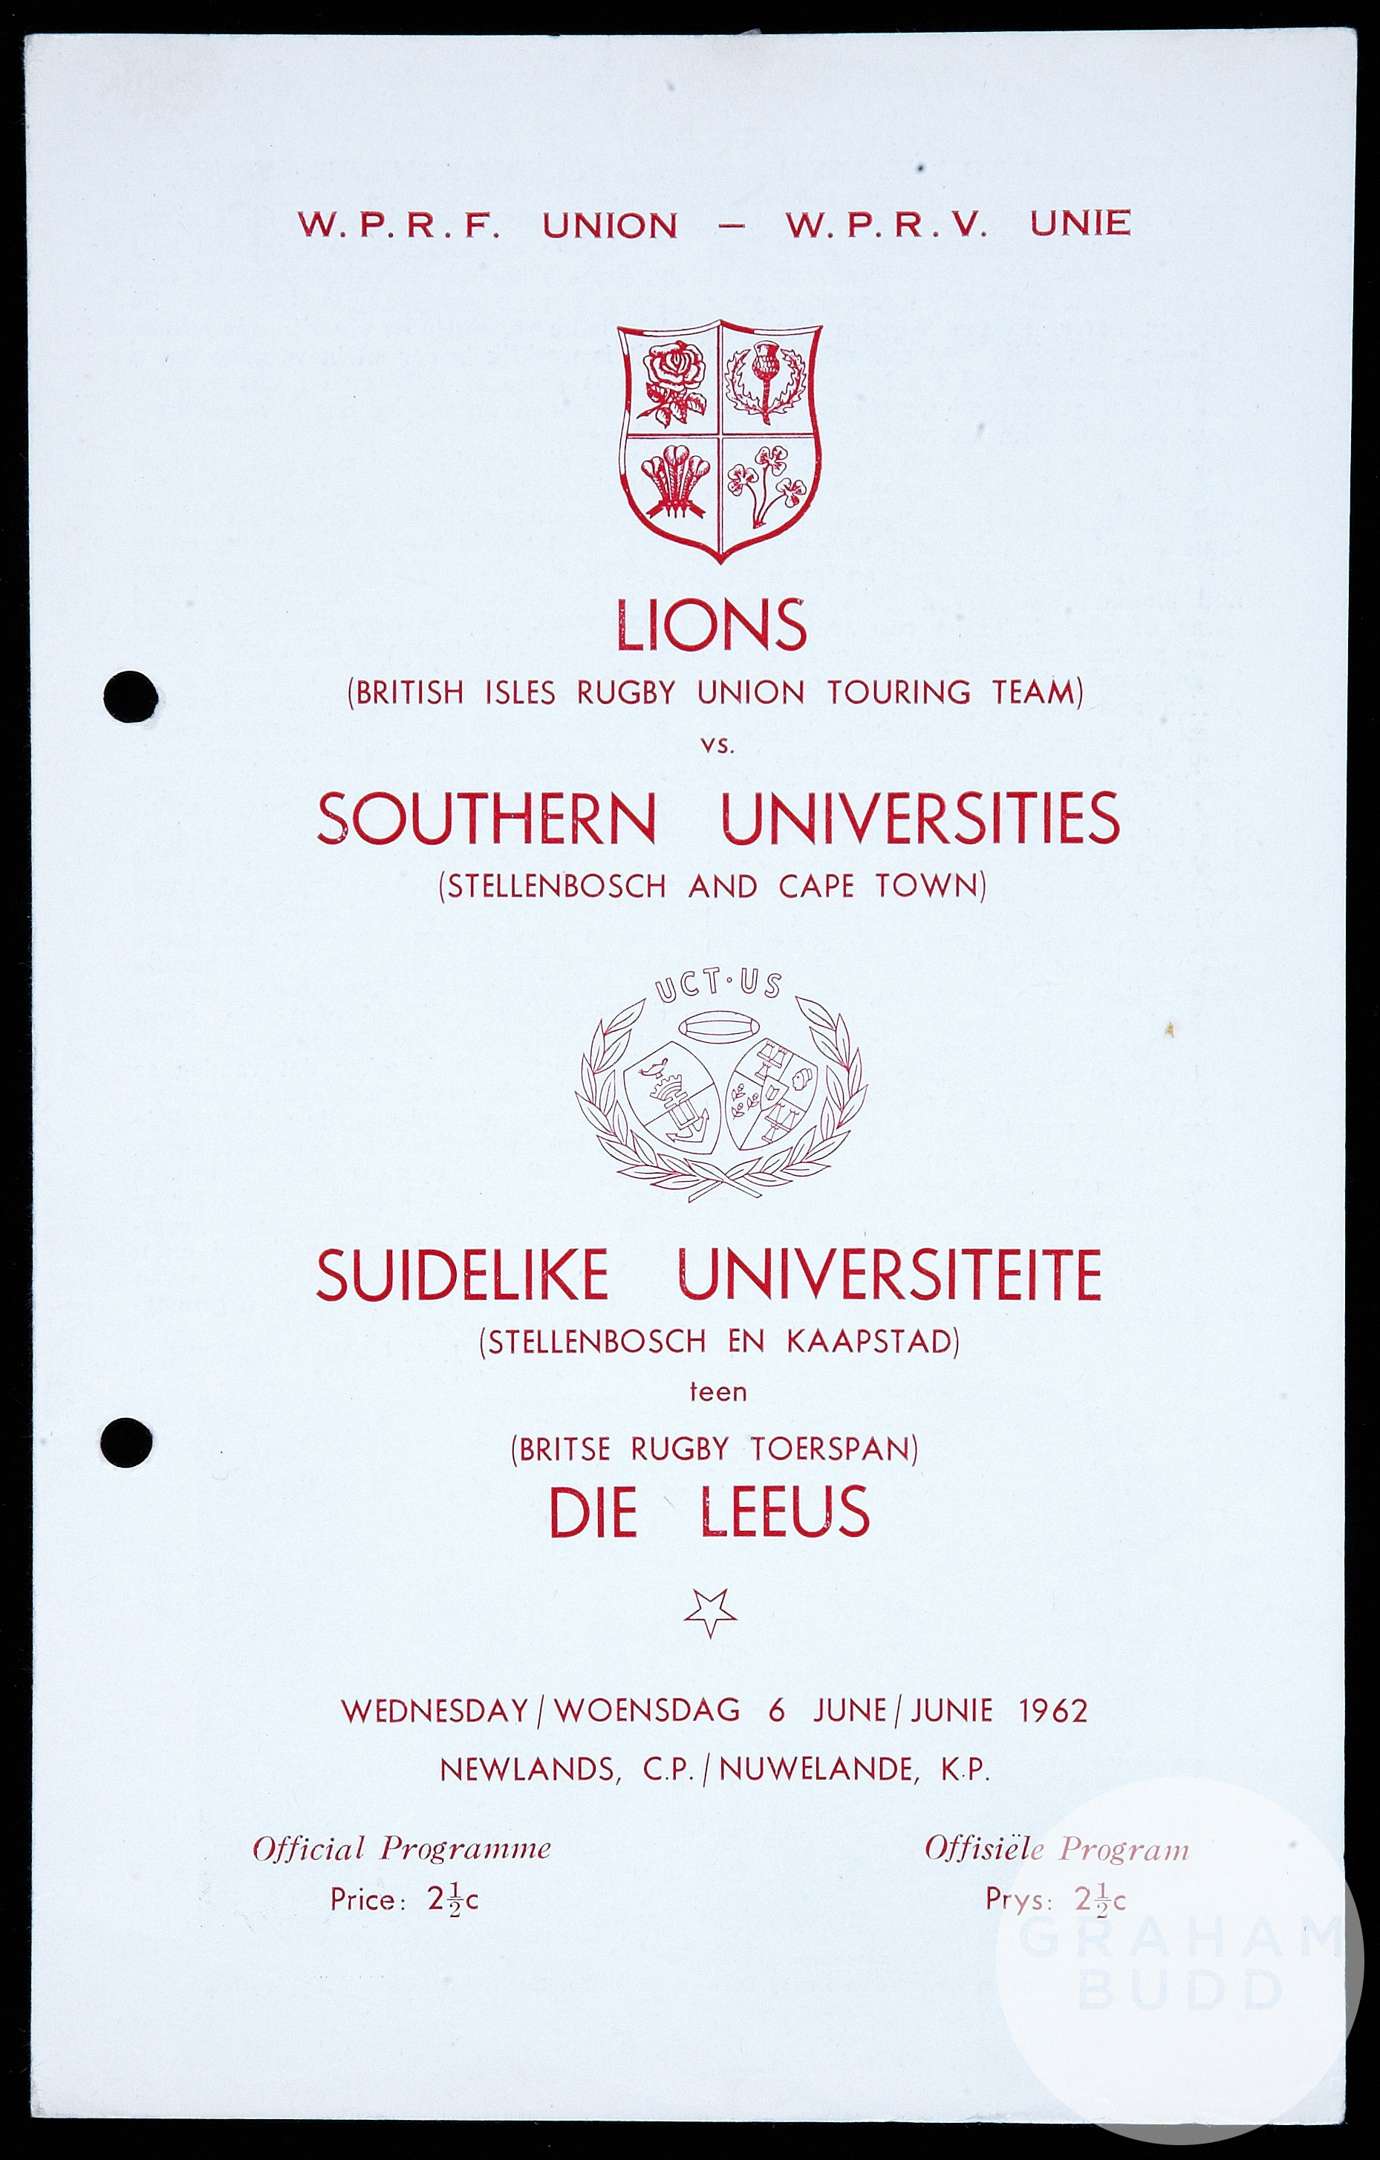 W.P.R.F. UNION — W.P.R.V. UNIE
LIONS
(BRITISH ISLES RUGBY UNION TOURING TEAM)
vs.
SOUTHERN UNIVERSITIES
(STELLENBOSCH AND CAPE TOWN)
UCT·US
SUIDELIKE UNIVERSITEITE
(STELLENBOSCH EN KAAPSTAD)
teen
(BRITSE RUGBY TOERSPAN)
DIE LEEUS
WEDNESDAY/WOENSDAG 6 JUNE/JUNIE 1962
NEWLANDS, C.P./NUWELANDE, K.P.
Official Programme Offisiële Program
Price: 2½c Prys: 2½c
GRAHAM
BUDD